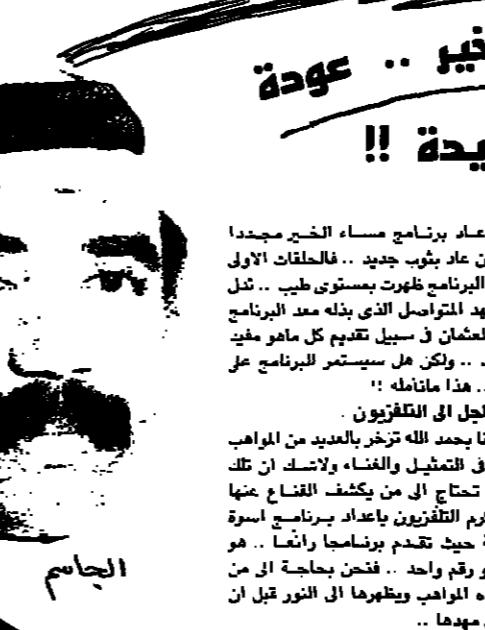 خير .. عودة
يدة !!
عاد برنامج مساء الخير مجددا
ن عاد بثوب جديد .. فالحلقات الاولى
البرنامج ظهرت بمستوى طيب .. تدل
هد المتواصل الذي بذله معد البرنامج
لعثمان في سبيل تقديم كل ماهو مفيد
.. ولكن هل سيستمر البرنامج على
. هذا مانأمله !!
لجل الى التلفزيون .
نا بحمد الله تزخر بالعديد من المواهب
في التمثيل والغناء ولاشك ان تلك
تحتاج الى من يكشف القناع عنها
التلفزيون باعداد برنامج اسوة
حيث تقدم برنامجا رائعا .. هو
و رقم واحد .. فنحن بحاجة الى من
ه المواهب ويظهرها الى النور قبل ان
مهدها ..
الجاسم